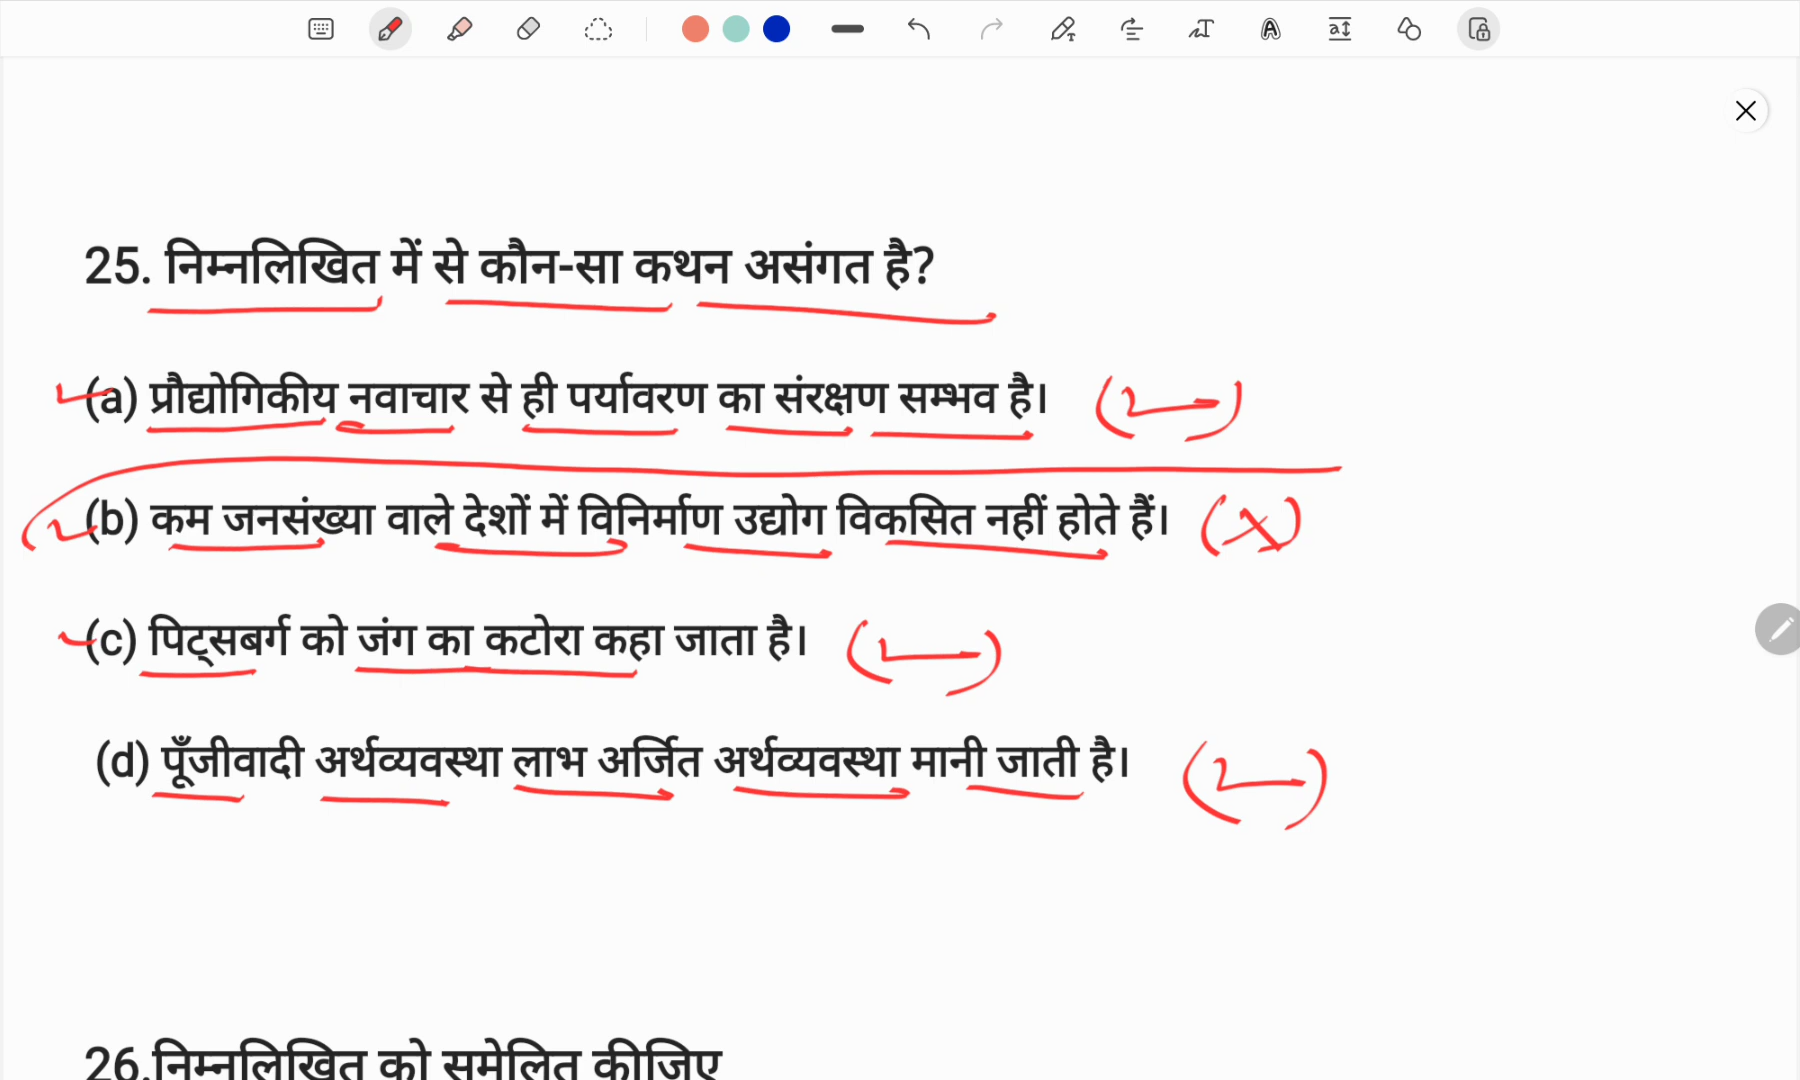 25. निम्नलिखित में से कौन-सा कथन असंगत है?
(a) प्रौद्योगिकीय नवाचार से ही पर्यावरण का संरक्षण सम्भव है।
(b) कम जनसंख्या वाले देशों में विनिर्माण उद्योग विकसित नहीं होते हैं।
(c) पिट्सबर्ग को जंग का कटोरा कहा जाता है।
(d) पूँजीवादी अर्थव्यवस्था लाभ अर्जित अर्थव्यवस्था मानी जाती है।
26.निम्नलिखित को सुमेलित कीजिए